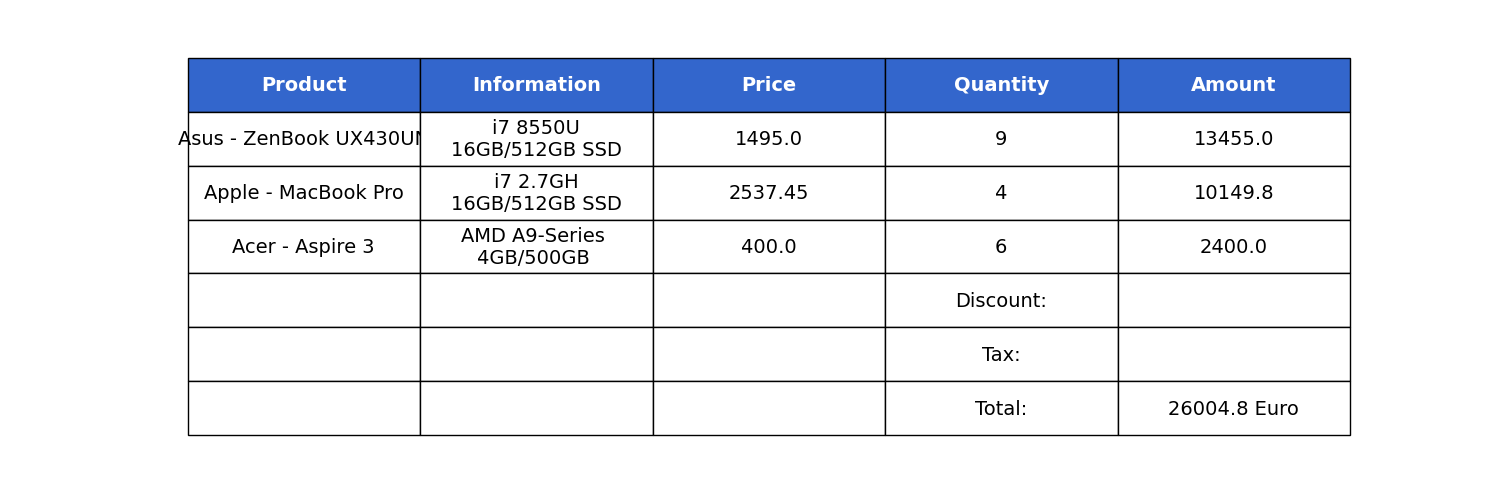 Product Information Price Quantity Amount
Asus - ZenBook UX430UN i7 8550U 1495.0 9 13455.0
16GB/512GB SSD
Apple - MacBook Pro i7 2.7GH 2537.45 4 10149.8
16GB/512GB SSD
Acer - Aspire 3 AMD A9-Series 400.0 6 2400.0
4GB/500GB
Discount:
Tax:
Total: 26004.8 Euro